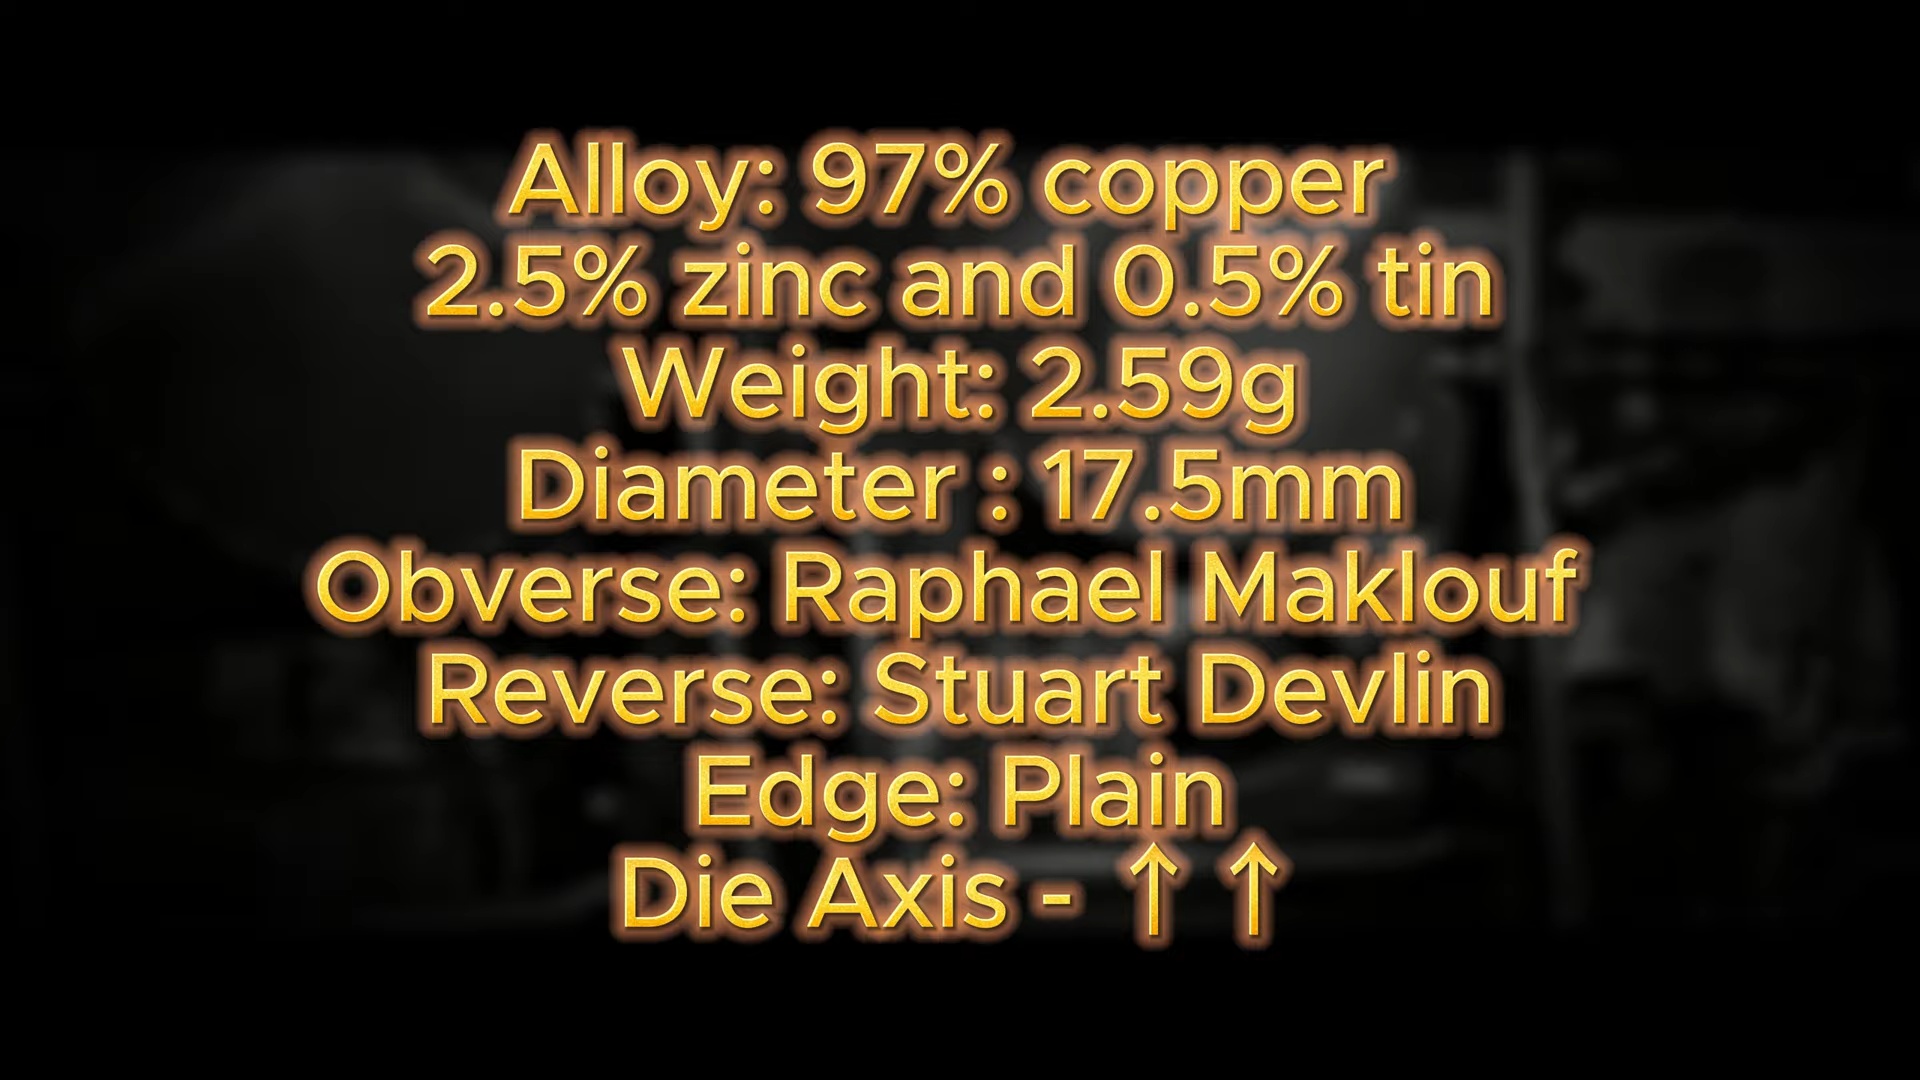 Alloy: 97% copper
2.5% zinc and 0.5% tin
Weight: 2.59g
Diameter : 17.5mm
Obverse: Raphael Maklouf
Reverse: Stuart Devlin
Edge: Plain
Die Axis - ↑ ↑